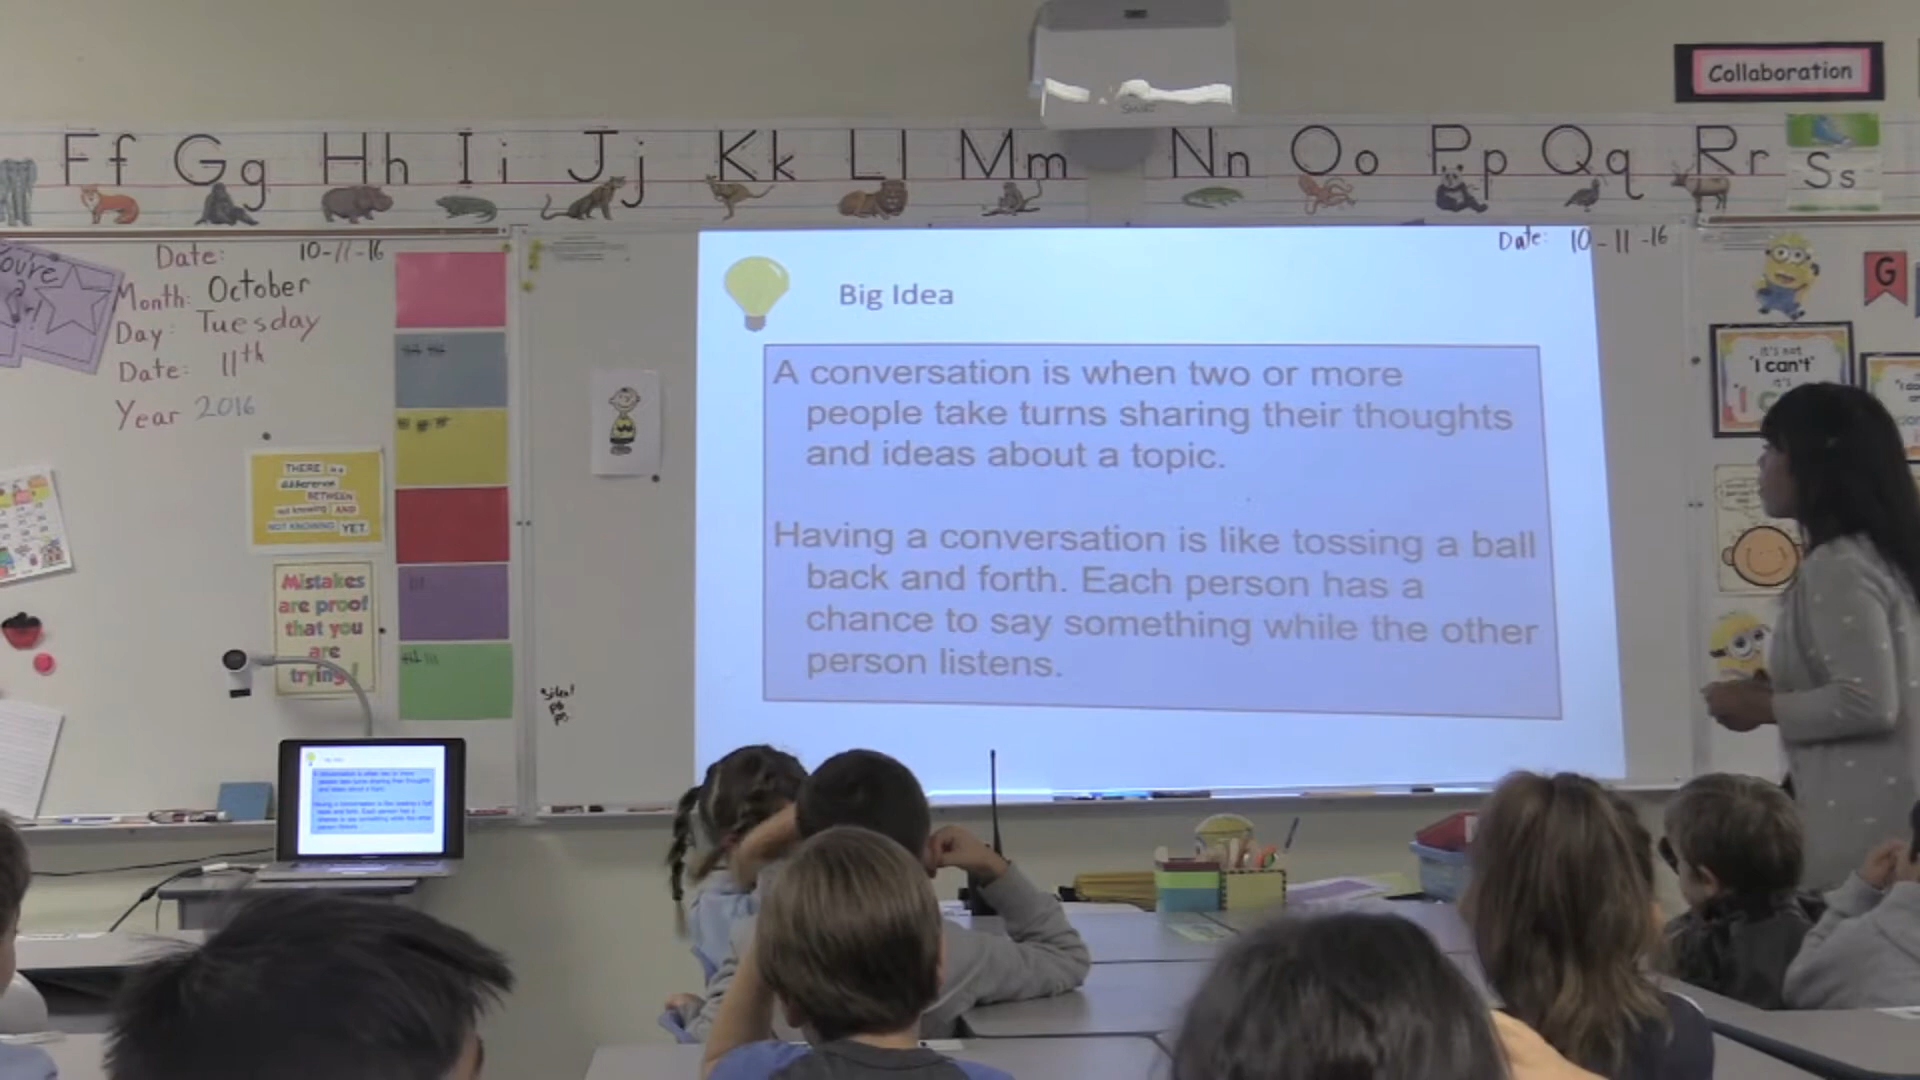 Collaboration
Ff Gg Hh Ii Jj Kk Ll Mm Nn Oo Pp Qq Rr Ss
You're
Date: 10-11-16
Month: October
Day: Tuesday
Date: 11th
Year 2016
THERE is a
difference
BETWEEN
not knowing AND
NOT KNOWING YET.
Mistakes
are proof
that you
are
trying!
Date: 10-11-16
Big Idea
A conversation is when two or more
people take turns sharing their thoughts
and ideas about a topic.
Having a conversation is like tossing a ball
back and forth. Each person has a
chance to say something while the other
person listens.
G
it's not
"I can't"
it's